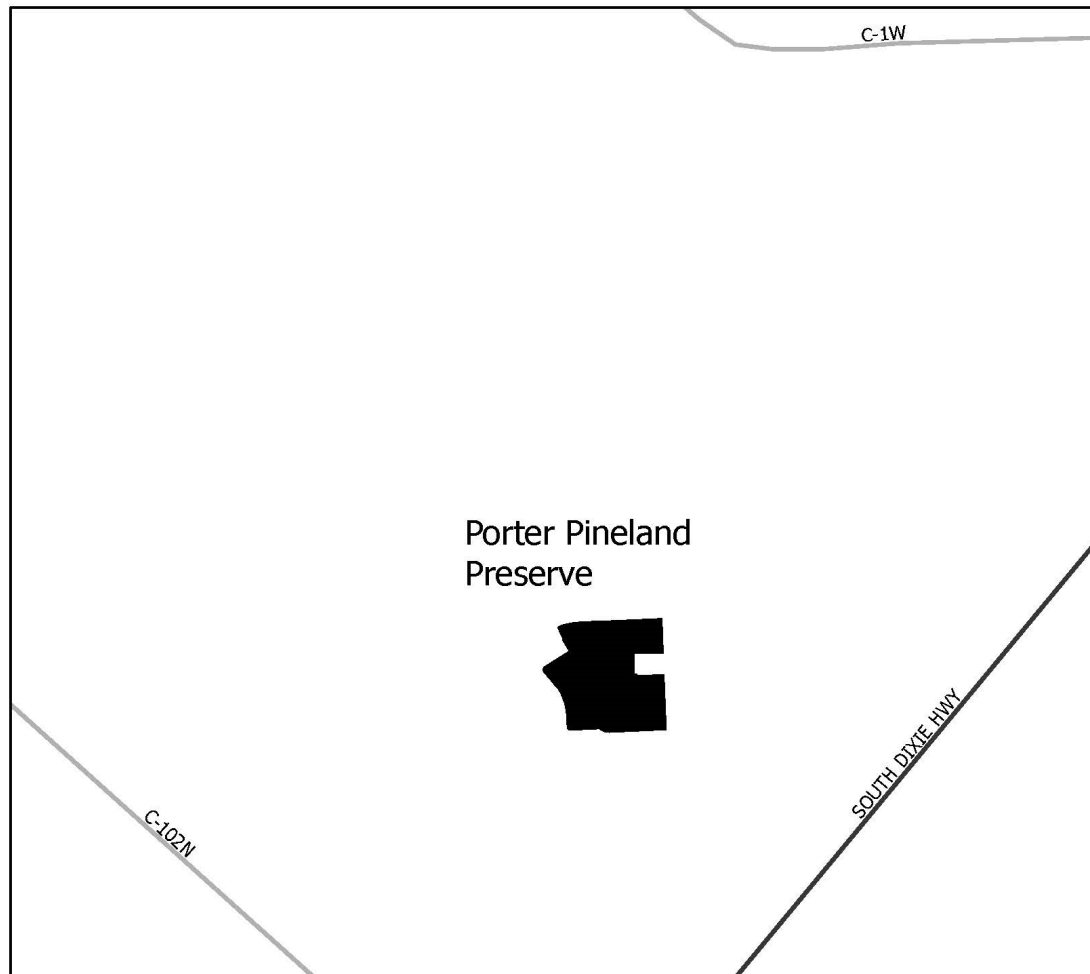 C-1W
Porter Pineland
Preserve
SOUTH DIXIE HWY
C-102N